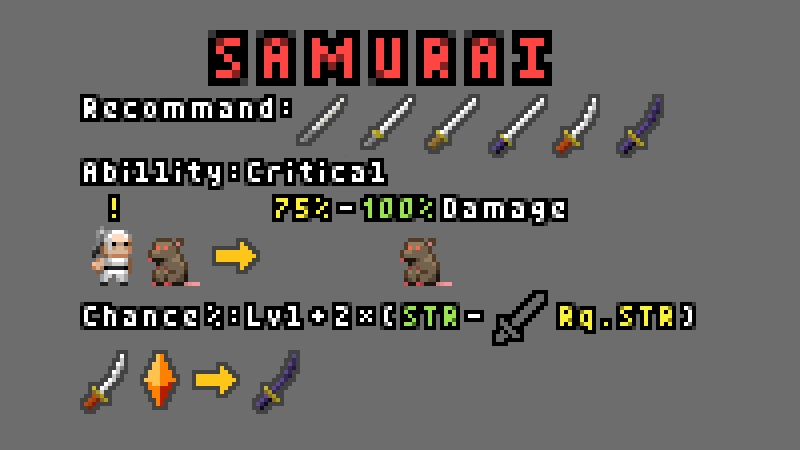 SAMURAI
Recommand:
Abillity:Critical
!
75%-100%Damage
Chance%:Lvl+2×(STR- Rq.STR)